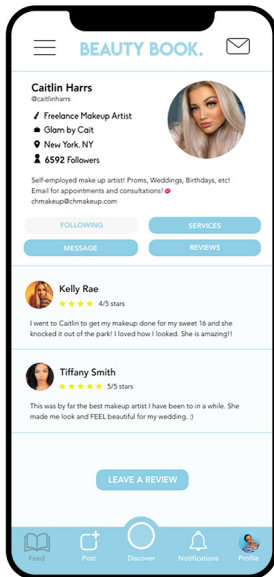 BEAUTY BOOK.
Caitlin Harrs
@caitlinharrs
Freelance Makeup Artist
Glam by Cait
New York, NY
6592 Followers
Self-employed make up artist! Proms, Weddings, Birthdays, etc!
Email for appointments and consultations!
chmakeup@chmakeup.com
FOLLOWING
SERVICES
MESSAGE
REVIEWS
Kelly Rae
4/5 stars
I went to Caitlin to get my makeup done for my sweet 16 and she
knocked it out of the park! I loved how I looked. She is amazing!!
Tiffany Smith
5/5 stars
This was by far the best makeup artist I have been to in a while. She
made me look and FEEL beautiful for my wedding. :)
LEAVE A REVIEW
Feed
Post
Discover
Notifications
Profile